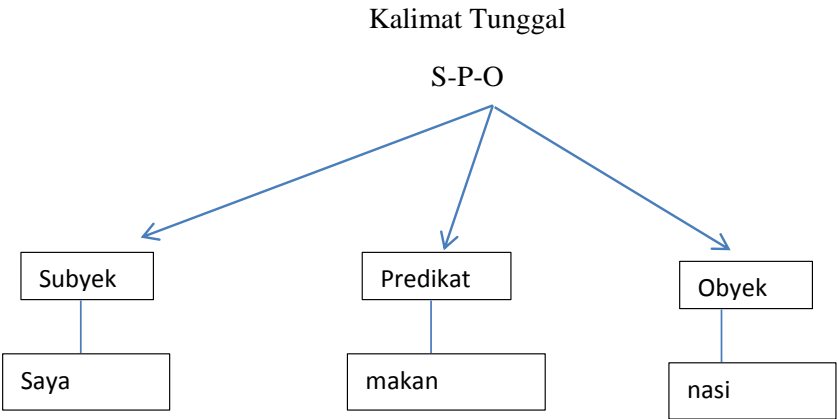 Kalimat Tunggal
S-P-O
Subyek
Predikat
Obyek
Saya
makan
nasi